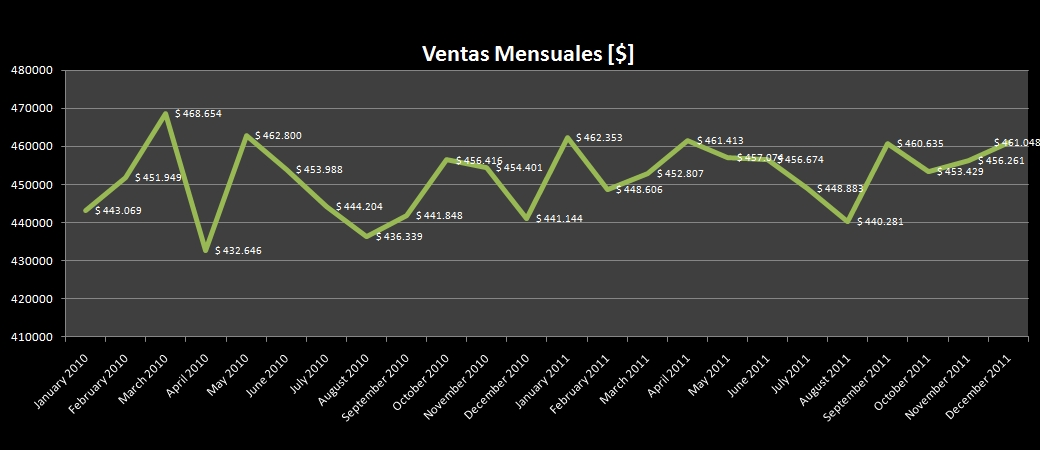 Ventas Mensuales [$]
480000
470000
460000
450000
440000
430000
420000
410000
$ 443.069
$ 451.949
$ 468.654
$ 432.646
$ 462.800
$ 453.988
$ 444.204
$ 436.339
$ 441.848
$ 456.416
$ 454.401
$ 441.144
$ 462.353
$ 448.606
$ 452.807
$ 461.413
$ 457.074
$ 456.674
$ 448.883
$ 440.281
$ 460.635
$ 453.429
$ 456.261
$ 461.048
January 2010
February 2010
March 2010
April 2010
May 2010
June 2010
July 2010
August 2010
September 2010
October 2010
November 2010
December 2010
January 2011
February 2011
March 2011
April 2011
May 2011
June 2011
July 2011
August 2011
September 2011
October 2011
November 2011
December 2011